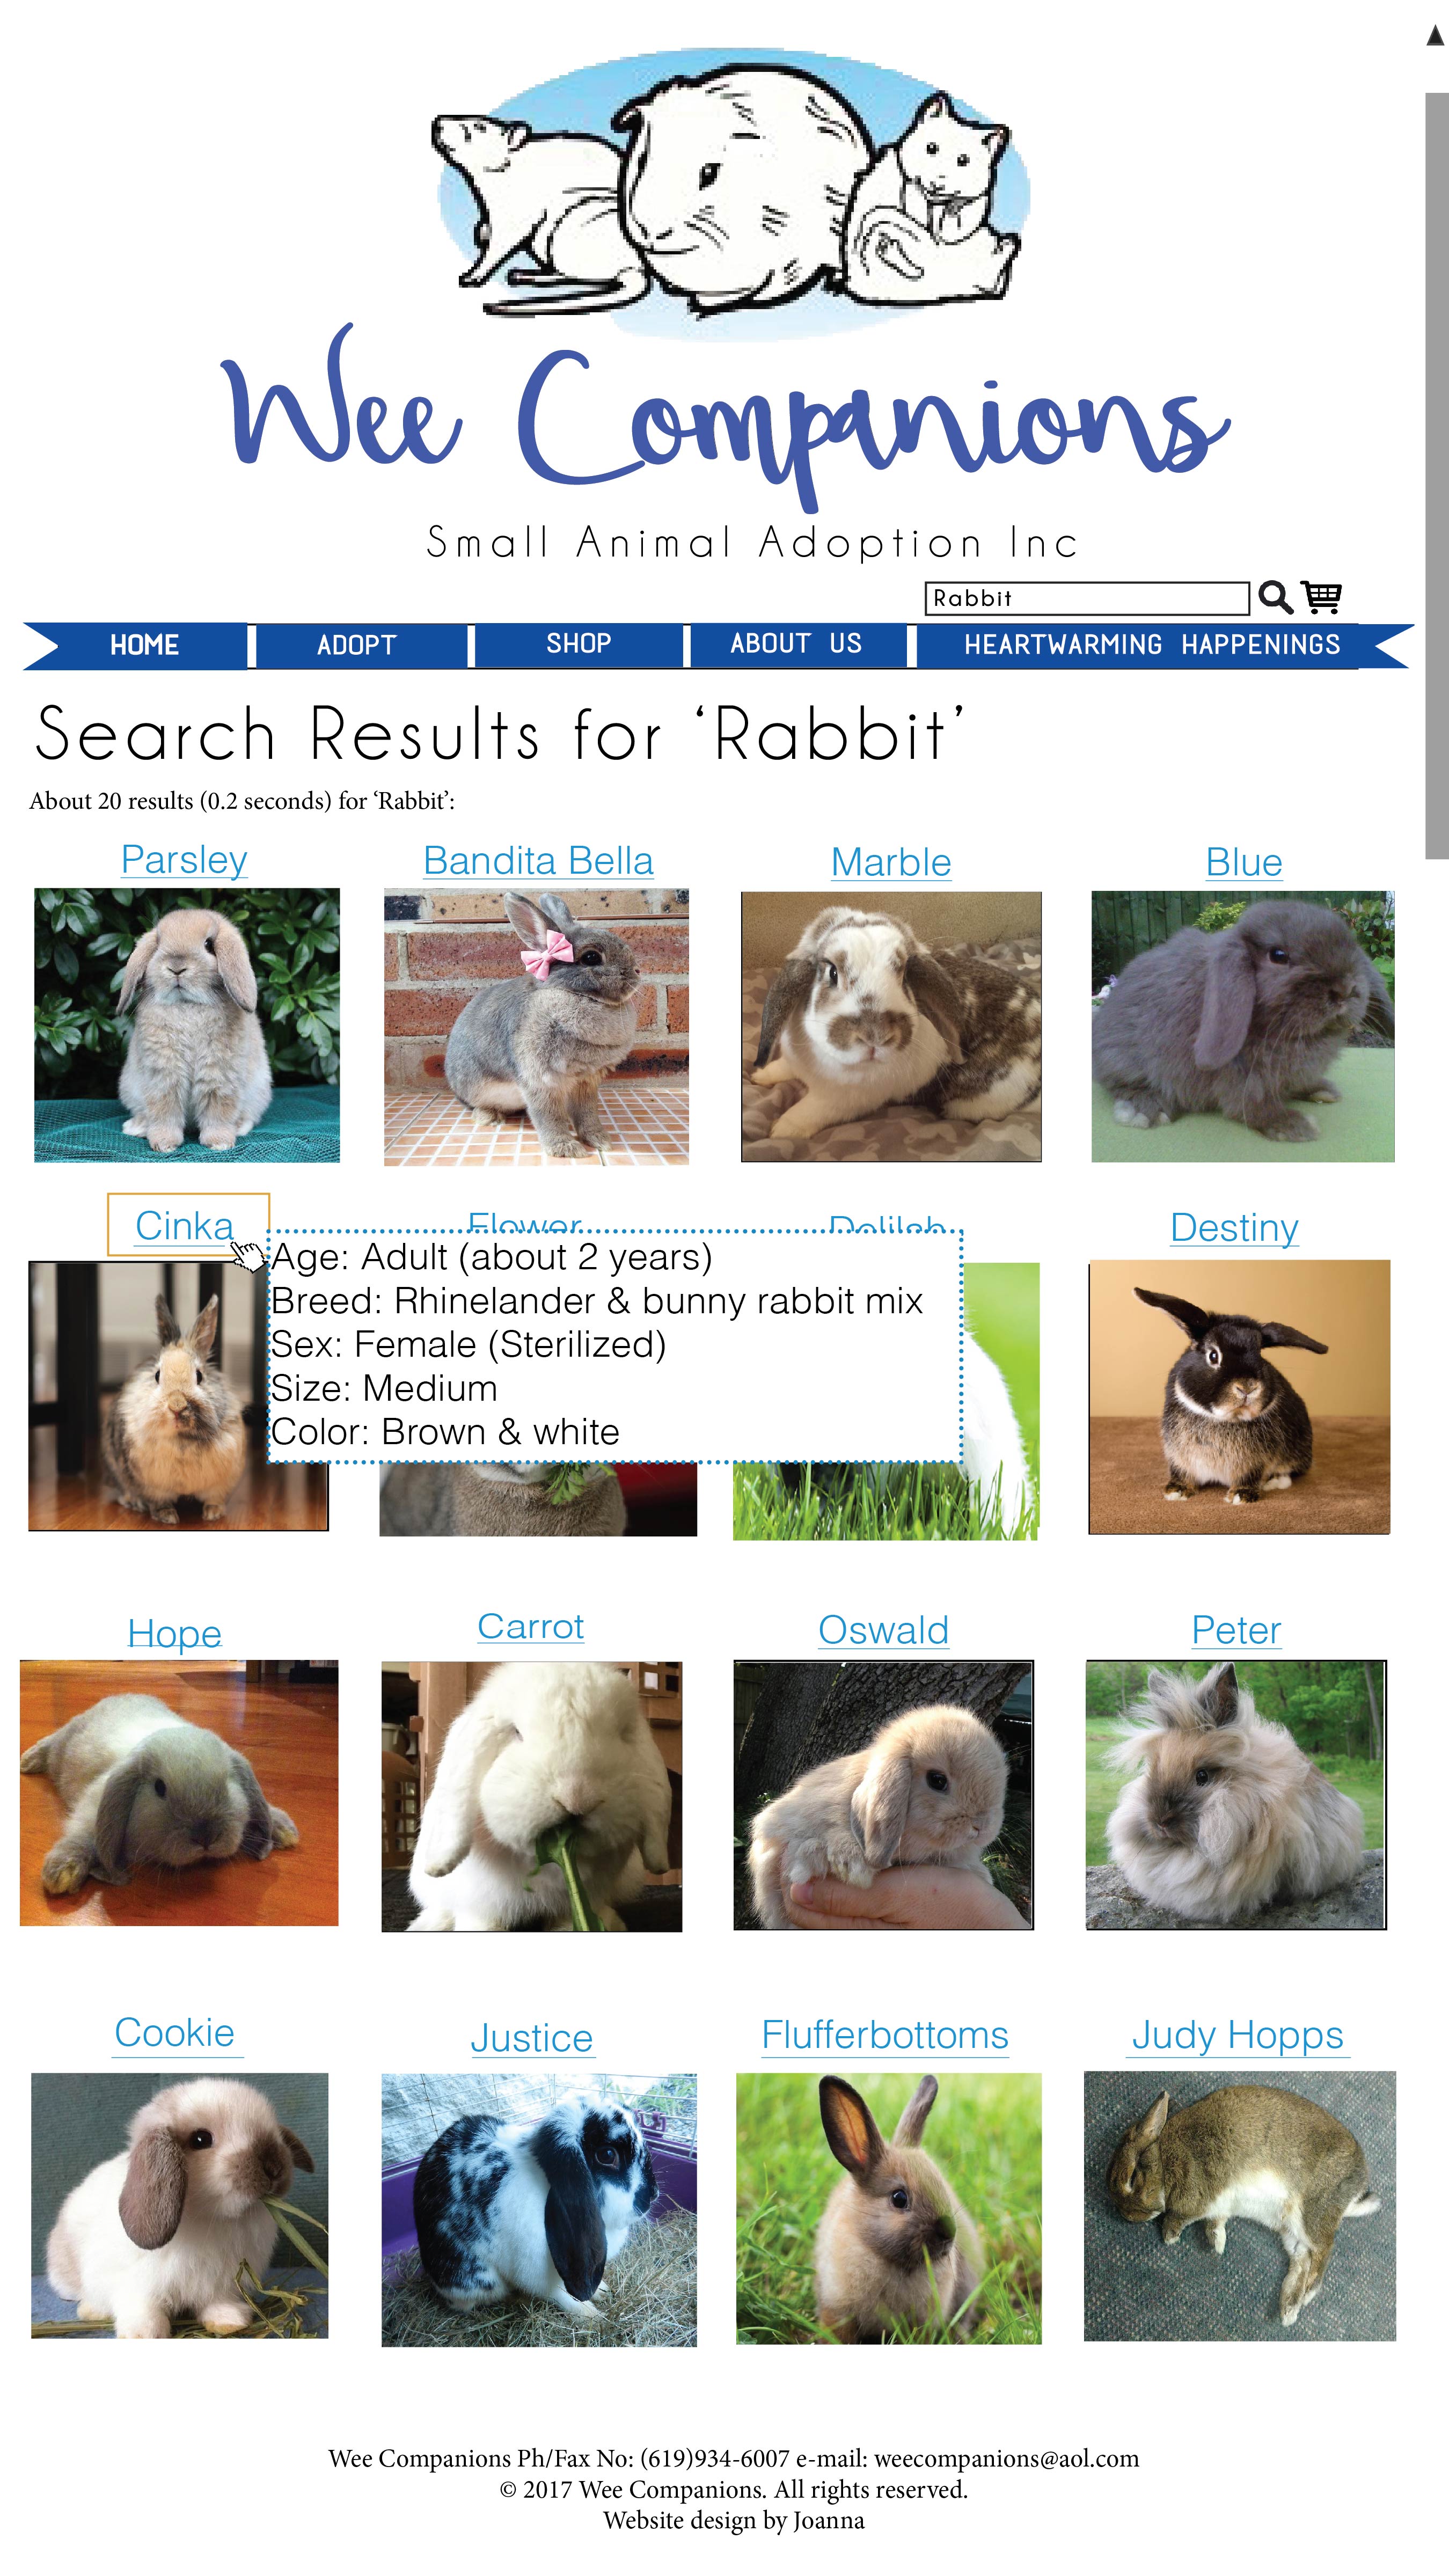 Wee Companions
Small Animal Adoption Inc
Rabbit
HOME ADOPT SHOP ABOUT US HEARTWARMING HAPPENINGS
Search Results for ‘Rabbit’
About 20 results (0.2 seconds) for ‘Rabbit’:
Parsley Bandita Bella Marble Blue
Cinka Flower Delilah Destiny
Age: Adult (about 2 years)
Breed: Rhinelander & bunny rabbit mix
Sex: Female (Sterilized)
Size: Medium
Color: Brown & white
Hope Carrot Oswald Peter
Cookie Justice Flufferbottoms Judy Hopps
Wee Companions Ph/Fax No: (619)934-6007 e-mail: weecompanions@aol.com
© 2017 Wee Companions. All rights reserved.
Website design by Joanna